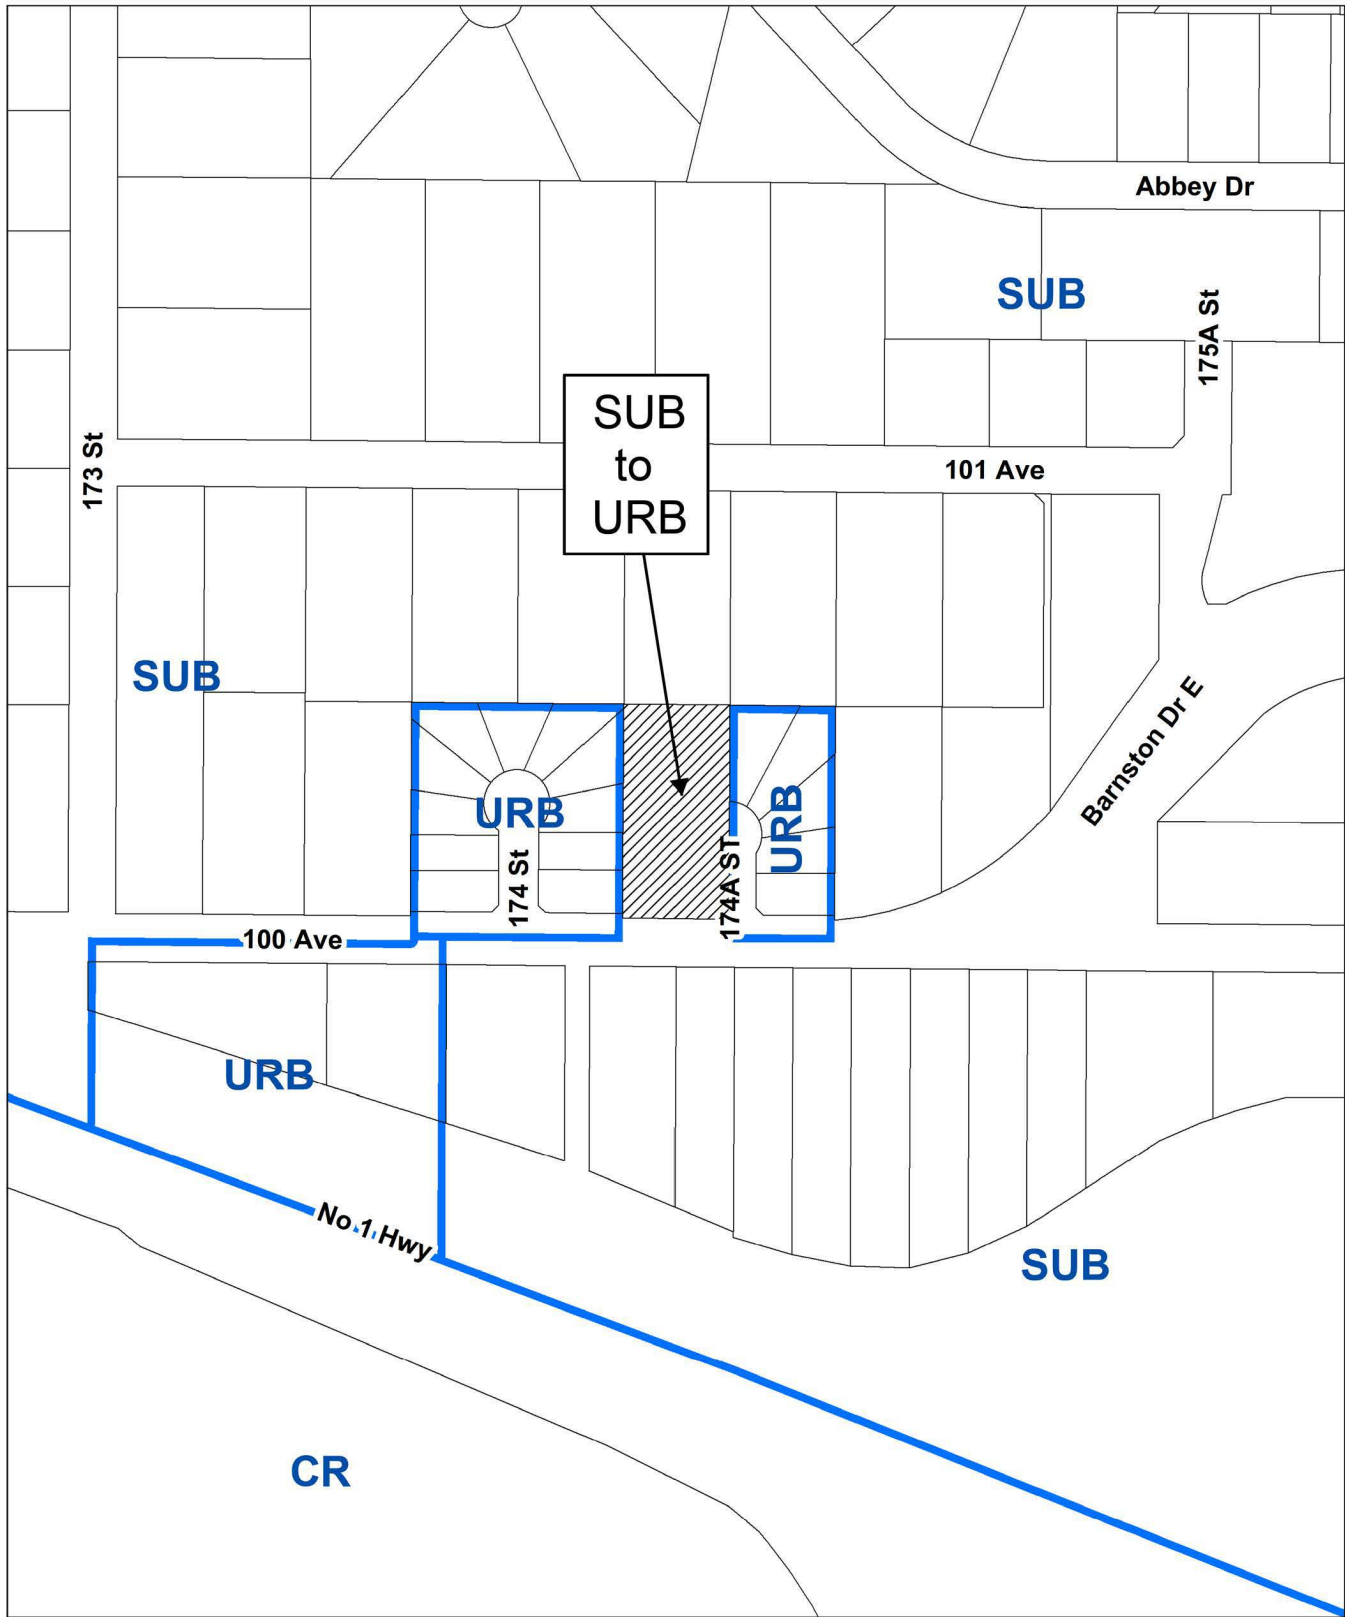 Abbey Dr
SUB
175A St
SUB
to
URB
173 St
101 Ave
SUB
Barnston Dr E
URB
URB
174 St
174A ST
100 Ave
URB
No 1 Hwy
SUB
CR